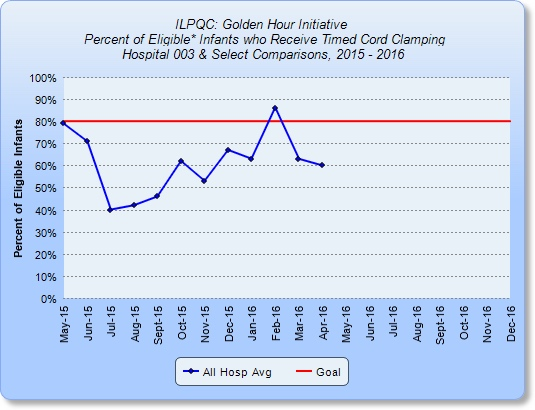 ILPQC: Golden Hour Initiative
Percent of Eligible* Infants who Receive Timed Cord Clamping
Hospital 003 & Select Comparisons, 2015 - 2016
100%
90%
80%
70%
60%
50%
40%
30%
20%
10%
0%
Percent of Eligible Infants
May-15
Jun-15
Jul-15
Aug-15
Sept-15
Oct-15
Nov-15
Dec-15
Jan-16
Feb-16
Mar-16
Apr-16
May-16
Jun-16
Jul-16
Aug-16
Sept-16
Oct-16
Nov-16
Dec-16
All Hosp Avg
Goal